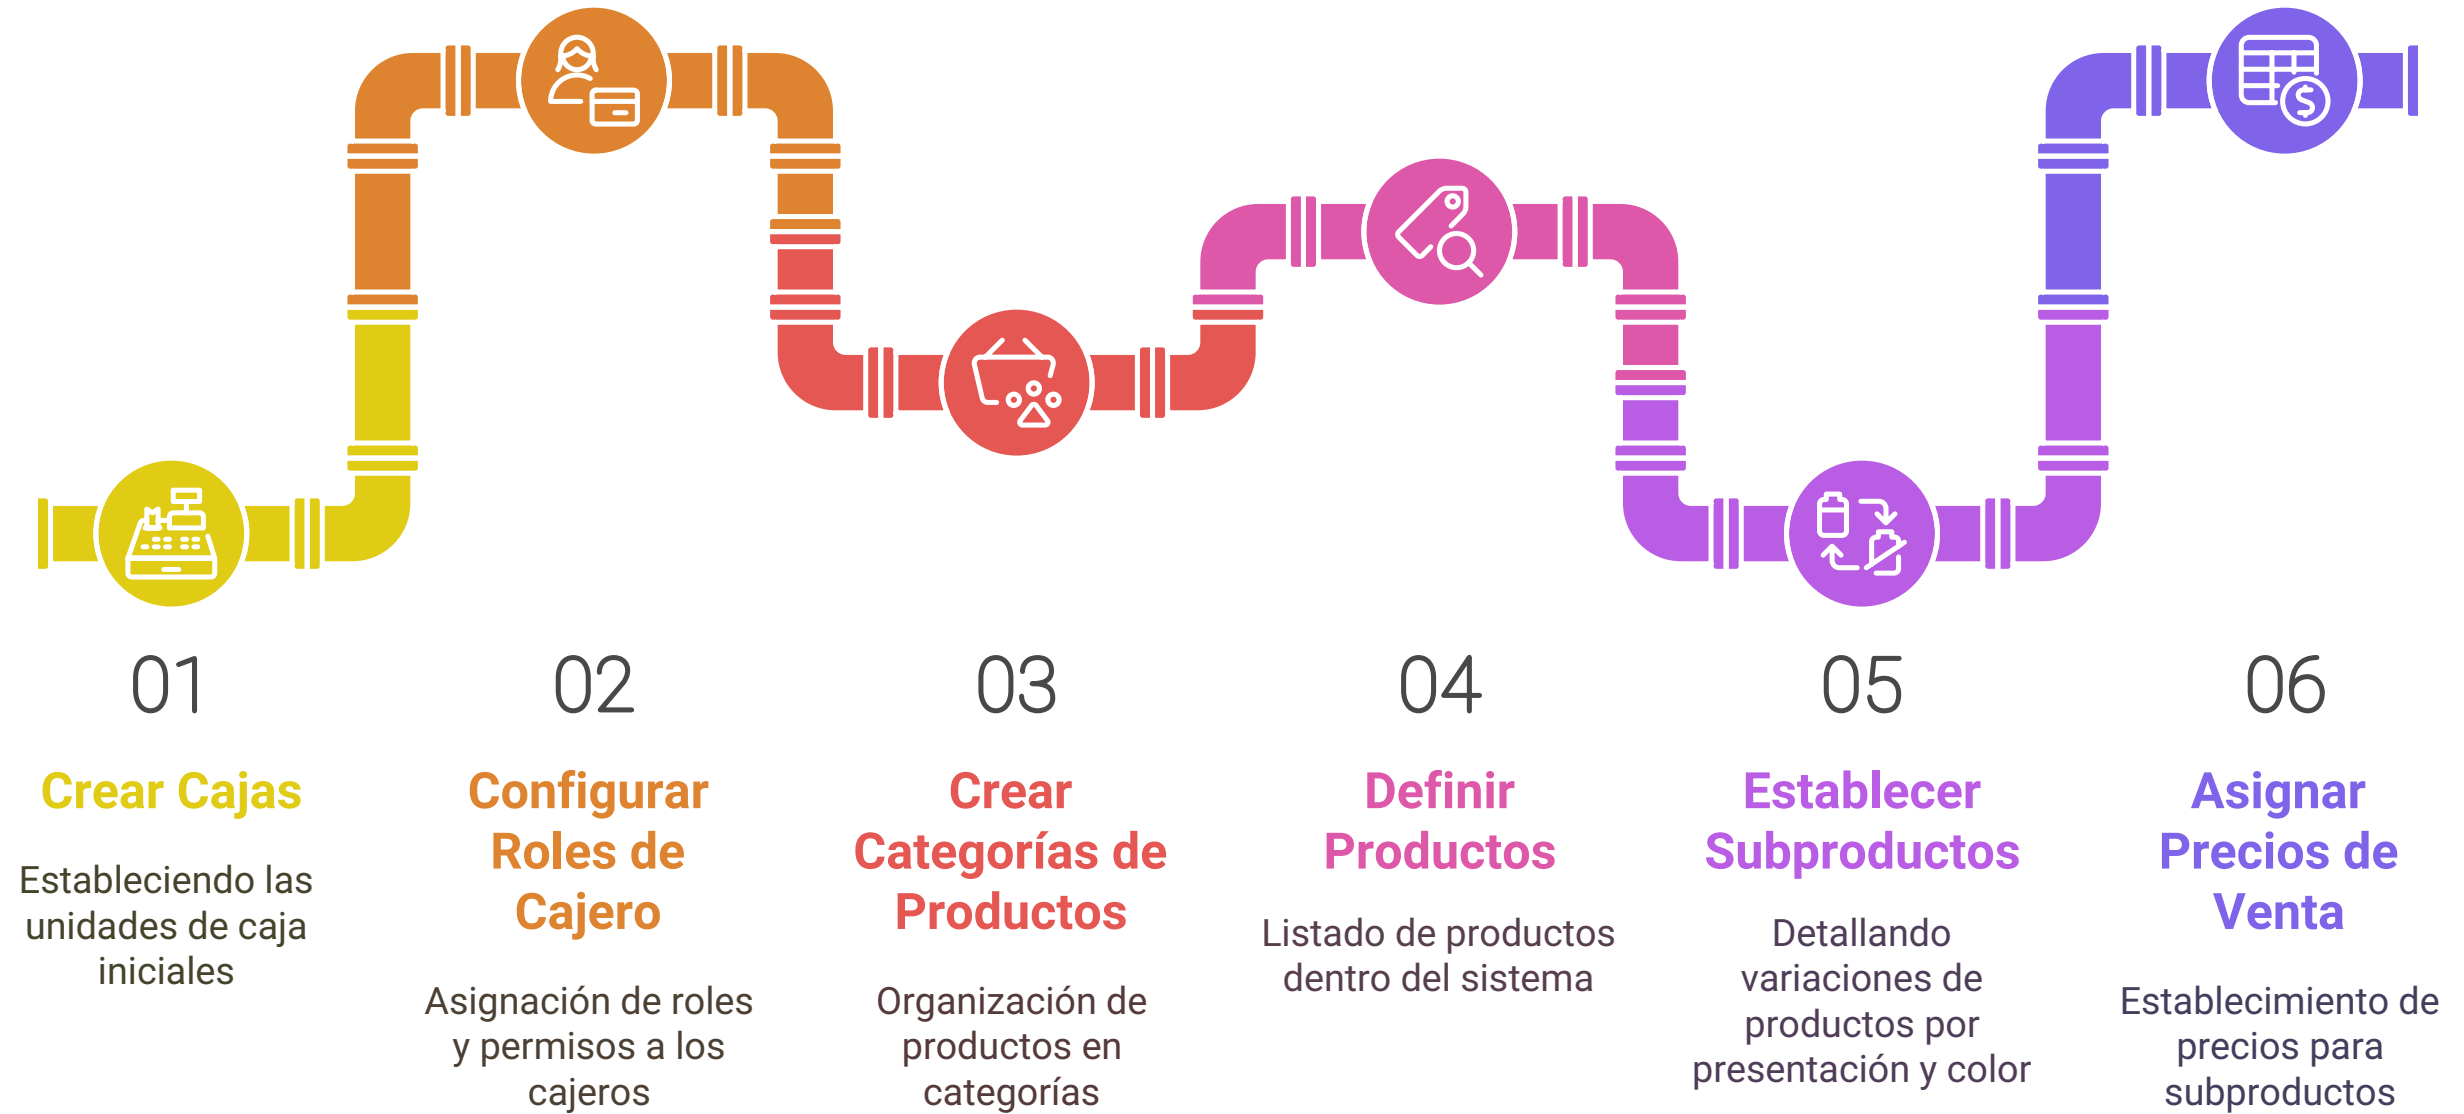 01
Crear Cajas
Estableciendo las
unidades de caja
iniciales
02
Configurar
Roles de
Cajero
Asignación de roles
y permisos a los
cajeros
03
Crear
Categorías de
Productos
Organización de
productos en
categorías
04
Definir
Productos
Listado de productos
dentro del sistema
05
Establecer
Subproductos
Detallando
variaciones de
productos por
presentación y color
06
Asignar
Precios de
Venta
Establecimiento de
precios para
subproductos